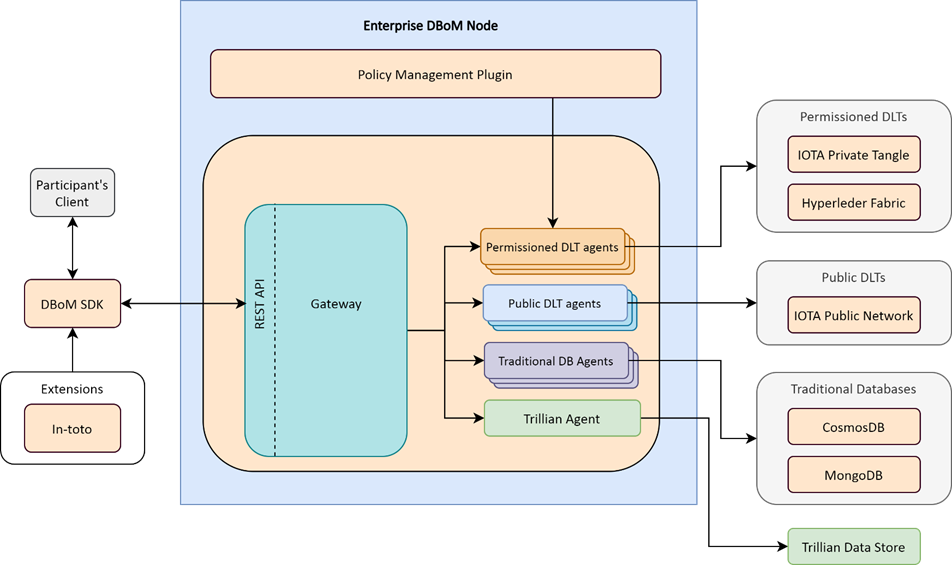 Enterprise DBoM Node
Policy Management Plugin
Participant's
Client
DBoM SDK
Extensions
In-toto
REST API
Gateway
Permissioned DLT agents
Public DLT agents
Traditional DB Agents
Trillian Agent
Permissioned DLTs
IOTA Private Tangle
Hyperleder Fabric
Public DLTs
IOTA Public Network
Traditional Databases
CosmosDB
MongoDB
Trillian Data Store